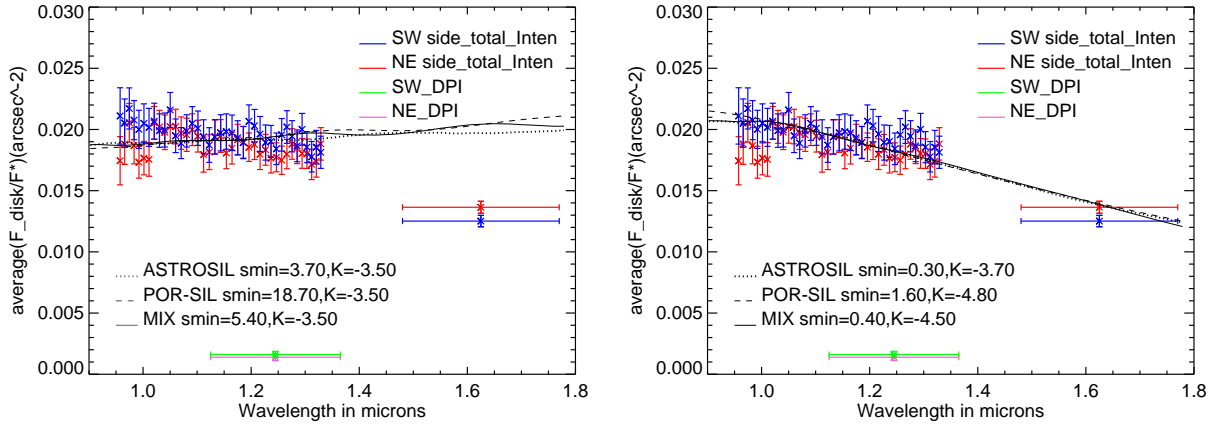 0.030
0.025
0.020
0.015
0.010
0.005
0.000
average(F_disk/F*)(arcsec^-2)
SW side_total_Inten
NE side_total_Inten
SW_DPI
NE_DPI
ASTROSIL smin=3.70,K=-3.50
POR-SIL smin=18.70,K=-3.50
MIX smin=5.40,K=-3.50
1.0 1.2 1.4 1.6 1.8
Wavelength in microns
0.030
0.025
0.020
0.015
0.010
0.005
0.000
average(F_disk/F*)(arcsec^-2)
SW side_total_Inten
NE side_total_Inten
SW_DPI
NE_DPI
ASTROSIL smin=0.30,K=-3.70
POR-SIL smin=1.60,K=-4.80
MIX smin=0.40,K=-4.50
1.0 1.2 1.4 1.6 1.8
Wavelength in microns